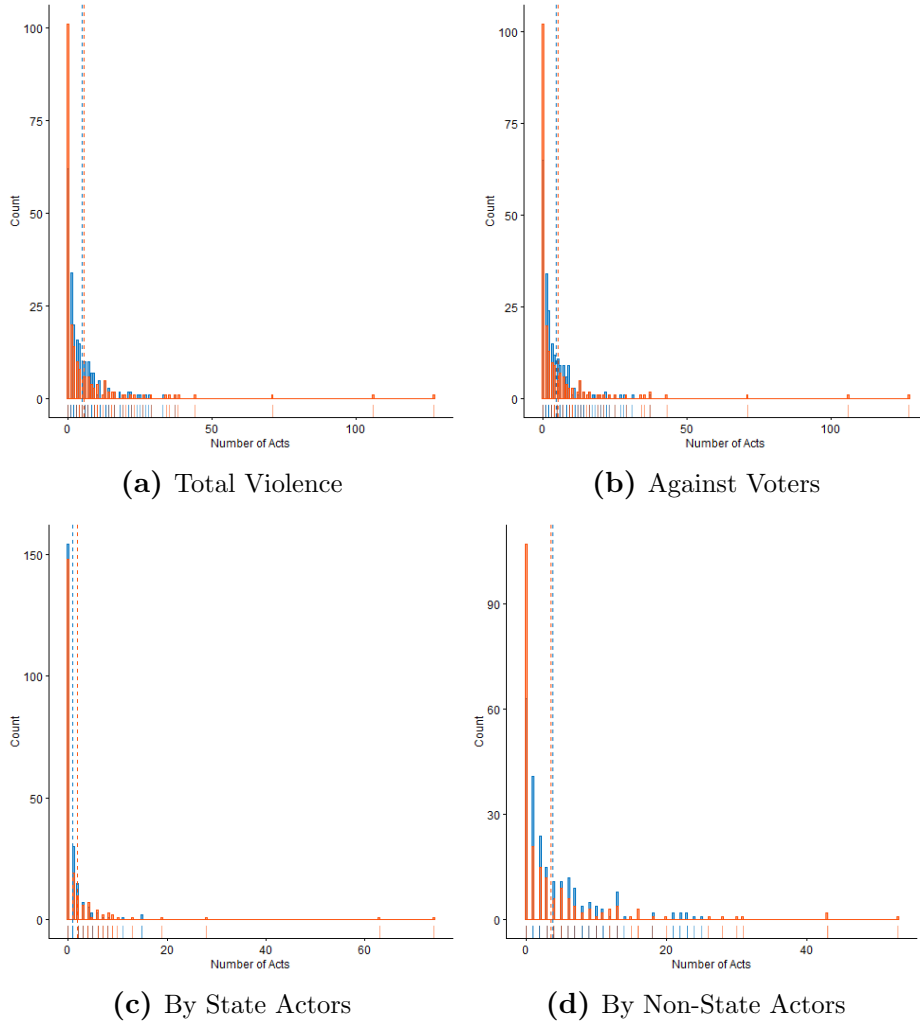 100
75
50
25
0
Count
0 50 100
Number of Acts
(a) Total Violence
100
75
50
25
0
Count
0 50 100
Number of Acts
(b) Against Voters
150
100
50
0
Count
0 20 40 60
Number of Acts
(c) By State Actors
90
60
30
0
Count
0 20 40
Number of Acts
(d) By Non-State Actors